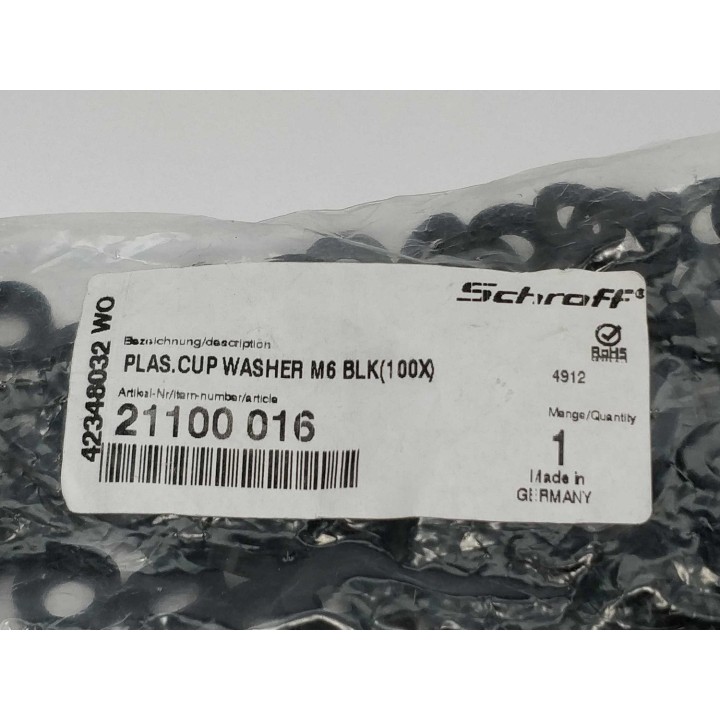 Schroff®
42348032 WO
Bezeichnung/description
PLAS.CUP WASHER M6 BLK(100X)
RoHS
4912
Artikel-Nr/item-number/article
21100 016
Menge/Quantity
1
Made in
GERMANY